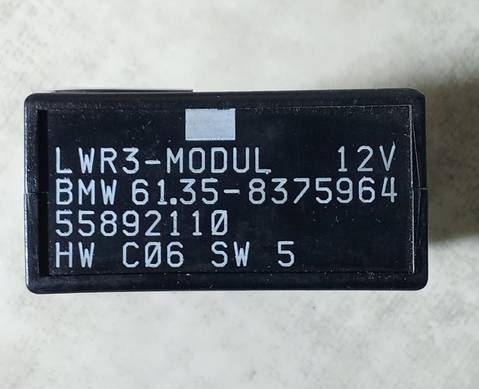 LWR3-MODUL 12V
BMW 61.35-8375964
55892110
HW C06 SW 5